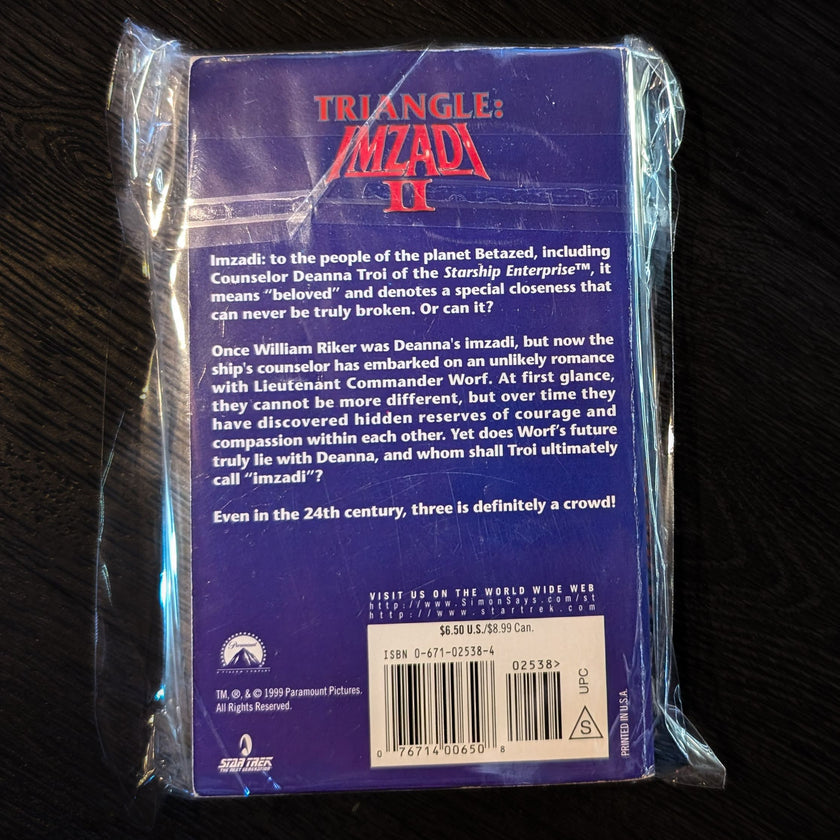 TRIANGLE:
IMZADI
II
Imzadi: to the people of the planet Betazed, including
Counselor Deanna Troi of the Starship Enterprise™, it
means “beloved” and denotes a special closeness that
can never be truly broken. Or can it?
Once William Riker was Deanna's imzadi, but now the
ship's counselor has embarked on an unlikely romance
with Lieutenant Commander Worf. At first glance,
they cannot be more different, but over time they
have discovered hidden reserves of courage and
compassion within each other. Yet does Worf’s future
truly lie with Deanna, and whom shall Troi ultimately
call “imzadi”?
Even in the 24th century, three is definitely a crowd!
VISIT US ON THE WORLD WIDE WEB
http://www.SimonSays.com/st
http://www.startrek.com
$6.50 U.S./$8.99 Can.
ISBN 0-671-02538-4
02538>
UPC
S
0 76714 00650 8
PRINTED IN U.S.A.
Paramount
TM, ®, & © 1999 Paramount Pictures.
All Rights Reserved.
STAR TREK
THE NEXT GENERATION